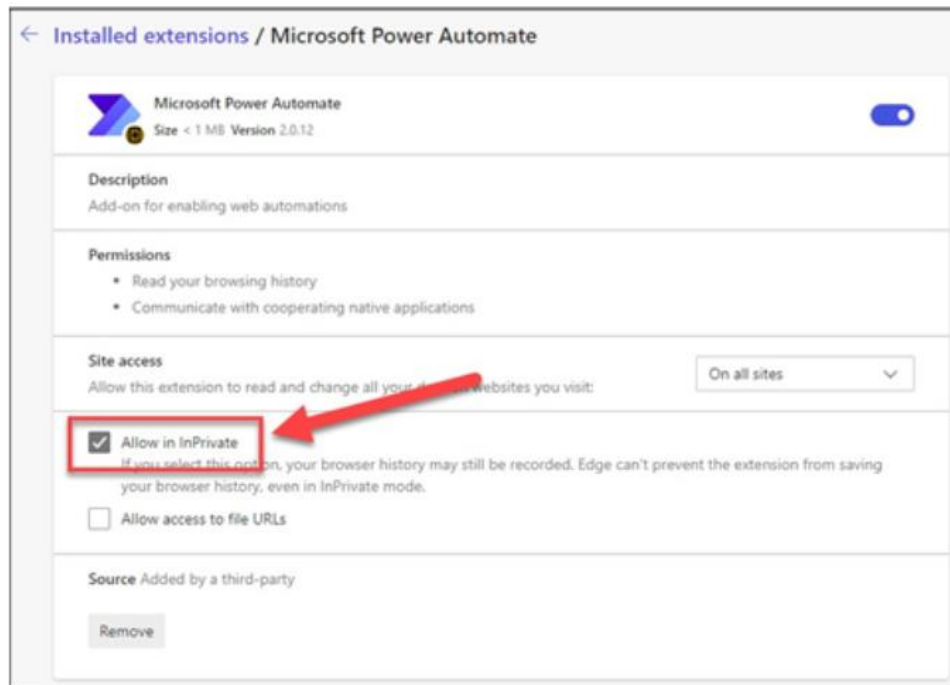 Installed extensions / Microsoft Power Automate
Microsoft Power Automate
Size < 1 MB Version 2.0.12
Description
Add-on for enabling web automations
Permissions
• Read your browsing history
• Communicate with cooperating native applications
Site access
On all sites
Allow this extension to read and change all your websites you visit:
Allow in InPrivate
If you select this option, your browser history may still be recorded. Edge can't prevent the extension from saving
your browser history, even in InPrivate mode.
Allow access to file URLs
Source Added by a third-party
Remove